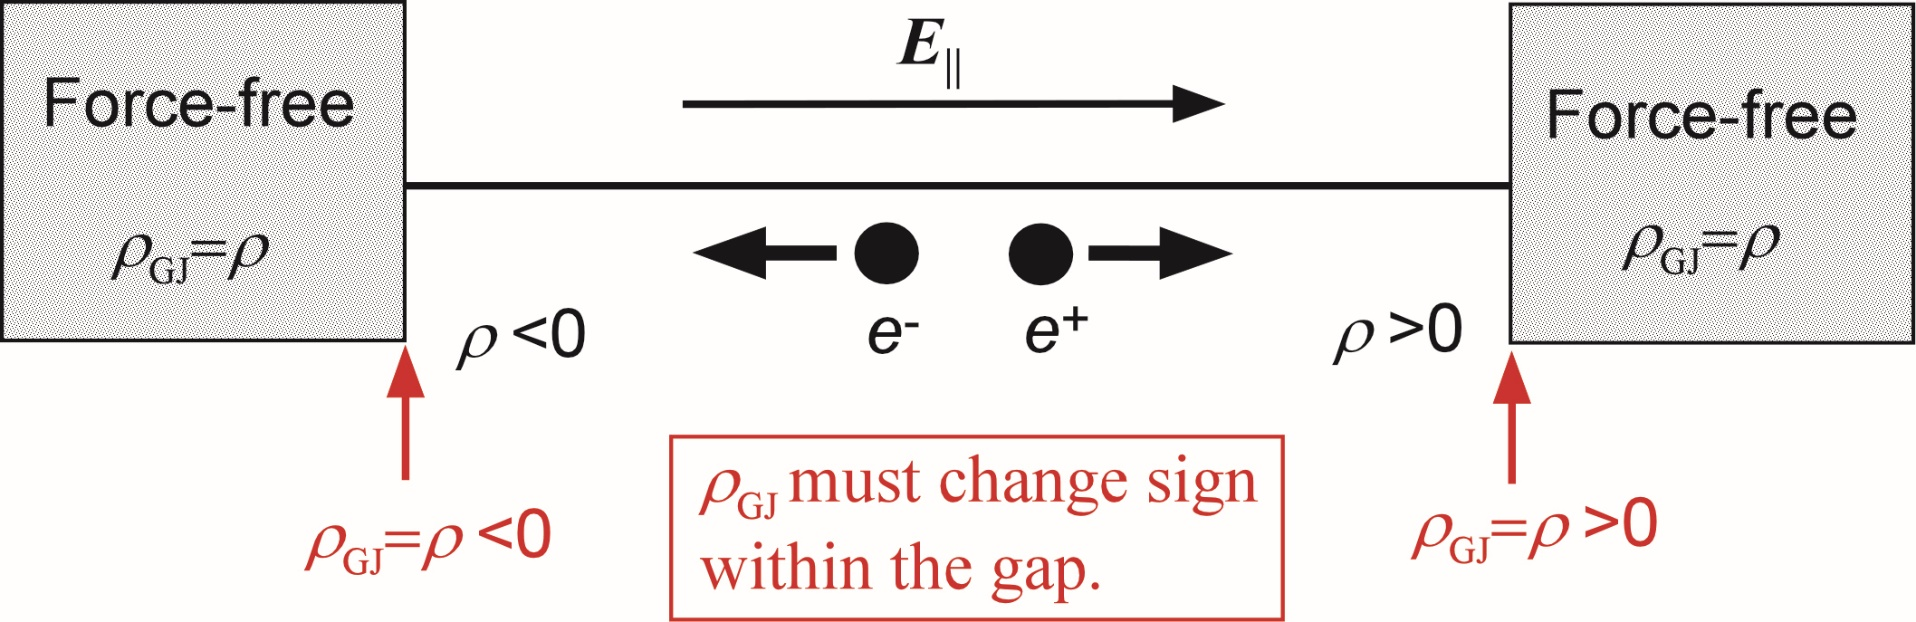 E||
Force-free
Force-free
ρGJ=ρ
ρGJ=ρ
ρ <0
e-
e+
ρ >0
ρGJ=ρ <0
ρGJ must change sign
within the gap.
ρGJ=ρ >0